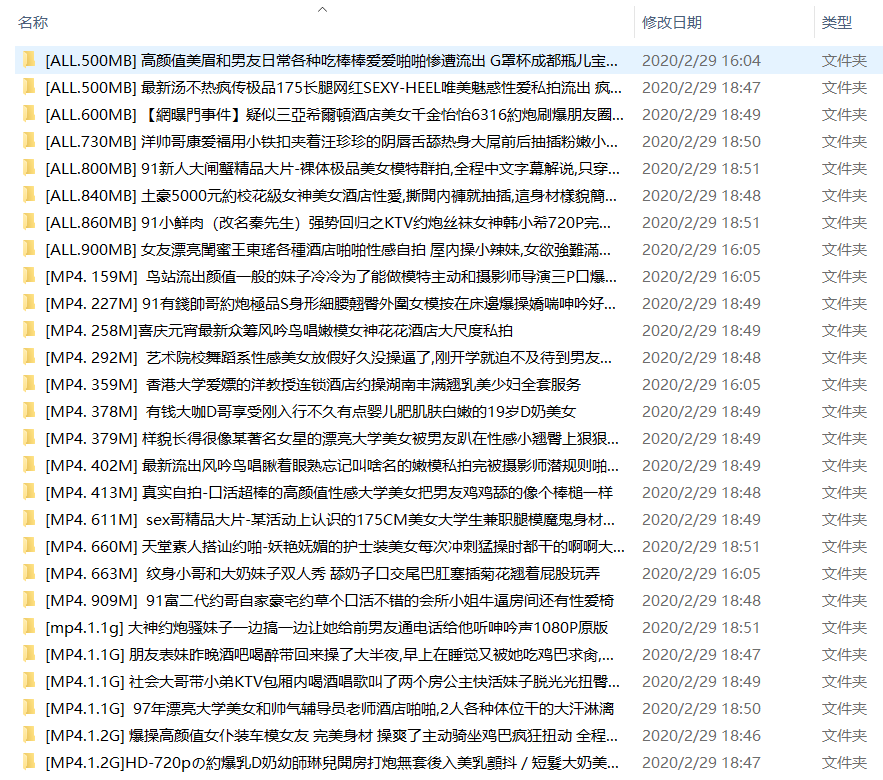 名称 修改日期 类型
[ALL.500MB] 高颜值美眉和男友日常各种吃棒棒爱爱啪啪惨遭流出 G罩杯成都瓶儿宝... 2020/2/29 16:04 文件夹
[ALL.500MB] 最新汤不热疯传极品175长腿网红SEXY-HEEL唯美魅惑性爱私拍流出 疯... 2020/2/29 18:47 文件夹
[ALL.600MB] 【網曝門事件】疑似三亞希爾頓酒店美女千金怡怡6316約炮刷爆朋友圈... 2020/2/29 18:49 文件夹
[ALL.730MB] 洋帅哥康爱福用小铁扣夹着汪珍珍的阴唇舌舔热身大屌前后抽插粉嫩小... 2020/2/29 18:50 文件夹
[ALL.800MB] 91新人大闸蟹精品大片-裸体极品美女模特群拍,全程中文字幕解说,只穿... 2020/2/29 18:51 文件夹
[ALL.840MB] 土豪5000元約校花級女神美女酒店性愛,撕開内褲就抽插,這身材樣貌簡... 2020/2/29 18:48 文件夹
[ALL.860MB] 91小鲜肉（改名秦先生）强势回归之KTV约炮丝袜女神韩小希720P完... 2020/2/29 18:51 文件夹
[ALL.900MB] 女友漂亮閨蜜王東瑤各種酒店啪啪性感自拍 屋内操小辣妹,女欲強難滿... 2020/2/29 16:05 文件夹
[MP4. 159M] 鸟站流出颜值一般的妹子冷冷为了能做模特主动和摄影师导演三P口爆... 2020/2/29 16:05 文件夹
[MP4. 227M] 91有錢帥哥約炮極品S身形細腰翹臀外圍女模按在床邊爆操嬌喘呻吟好... 2020/2/29 18:49 文件夹
[MP4. 258M]喜庆元宵最新众筹风吟鸟唱嫩模女神花花酒店大尺度私拍 2020/2/29 18:49 文件夹
[MP4. 292M] 艺术院校舞蹈系性感美女放假好久没操逼了,刚开学就迫不及待到男友... 2020/2/29 18:48 文件夹
[MP4. 359M] 香港大学爱嫖的洋教授连锁酒店约操湖南丰满翘乳美少妇全套服务 2020/2/29 16:05 文件夹
[MP4. 378M] 有钱大咖D哥享受刚入行不久有点婴儿肥肌肤白嫩的19岁D奶美女 2020/2/29 18:49 文件夹
[MP4. 379M] 样貌长得很像某著名女星的漂亮大学美女被男友趴在性感小翘臀上狠狠... 2020/2/29 18:49 文件夹
[MP4. 402M] 最新流出风吟鸟唱瞅着眼熟忘记叫啥名的嫩模私拍完被摄影师潜规则啪... 2020/2/29 18:49 文件夹
[MP4. 413M] 真实自拍-口活超棒的高颜值性感大学美女把男友鸡鸡舔的像个棒槌一样 2020/2/29 18:48 文件夹
[MP4. 611M] sex哥精品大片-某活动上认识的175CM美女大学生兼职腿模魔鬼身材... 2020/2/29 18:49 文件夹
[MP4. 660M] 天堂素人搭讪约啪-妖艳妩媚的护士装美女每次冲刺猛操时都干的啊啊大... 2020/2/29 18:51 文件夹
[MP4. 663M] 纹身小哥和大奶妹子双人秀 舔奶子口交尾巴肛塞插菊花翘着屁股玩弄 2020/2/29 16:05 文件夹
[MP4. 909M] 91富二代约哥自家豪宅约草个口活不错的会所小姐牛逼房间还有性爱椅 2020/2/29 18:48 文件夹
[mp4.1.1g] 大神约炮骚妹子一边搞一边让她给前男友通电话给他听呻吟声1080P原版 2020/2/29 18:51 文件夹
[MP4.1.1G] 朋友表妹昨晚酒吧喝醉带回来操了大半夜,早上在睡觉又被她吃鸡巴求肏,... 2020/2/29 18:47 文件夹
[MP4.1.1G] 社会大哥带小弟KTV包厢内喝酒唱歌叫了两个房公主快活妹子脱光光扭臀... 2020/2/29 18:49 文件夹
[MP4.1.1G] 97年漂亮大学美女和帅气辅导员老师酒店啪啪,2人各种体位干的大汗淋漓 2020/2/29 18:50 文件夹
[MP4.1.2G] 爆操高颜值女仆装车模女友 完美身材 操爽了主动骑坐鸡巴疯狂扭动 全程... 2020/2/29 18:46 文件夹
[MP4.1.2G]HD-720pの約爆乳D奶幼師琳兒開房打炮無套後入美乳顫抖 / 短髮大奶美... 2020/2/29 18:49 文件夹